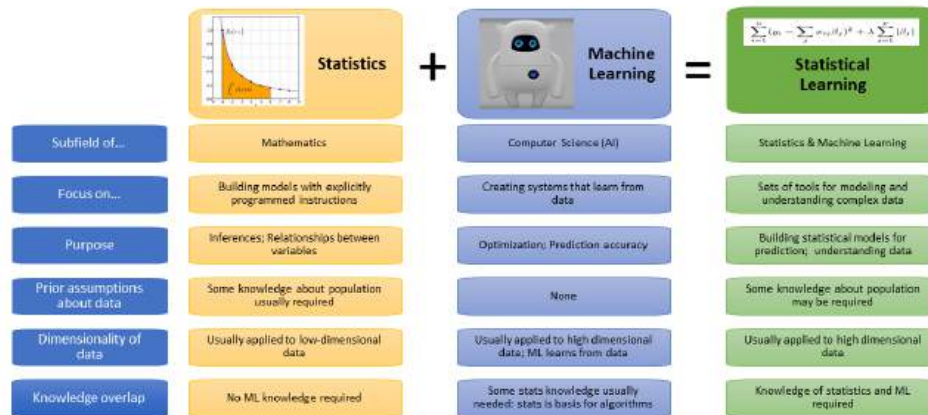 Statistics
+
Machine
Learning
=
Statistical
Learning
Subfield of...
Mathematics
Computer Science (AI)
Statistics & Machine Learning
Focus on...
Building models with explicitly
programmed instructions
Creating systems that learn from
data
Sets of tools for modeling and
understanding complex data
Purpose
Inferences; Relationships between
variables
Optimization; Prediction accuracy
Building statistical models for
prediction; understanding data
Prior assumptions
about data
Some knowledge about population
usually required
None
Some knowledge about population
may be required
Dimensionality of
data
Usually applied to low-dimensional
data
Usually applied to high dimensional
data; ML learns from data
Usually applied to high dimensional
data
Knowledge overlap
No ML knowledge required
Some stats knowledge usually
needed: stats is basis for algorithms
Knowledge of statistics and ML
required